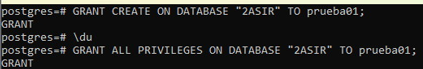 postgres=# GRANT CREATE ON DATABASE "2ASIR" TO prueba01;
GRANT
postgres=# \du
postgres=# GRANT ALL PRIVILEGES ON DATABASE "2ASIR" TO prueba01;
GRANT